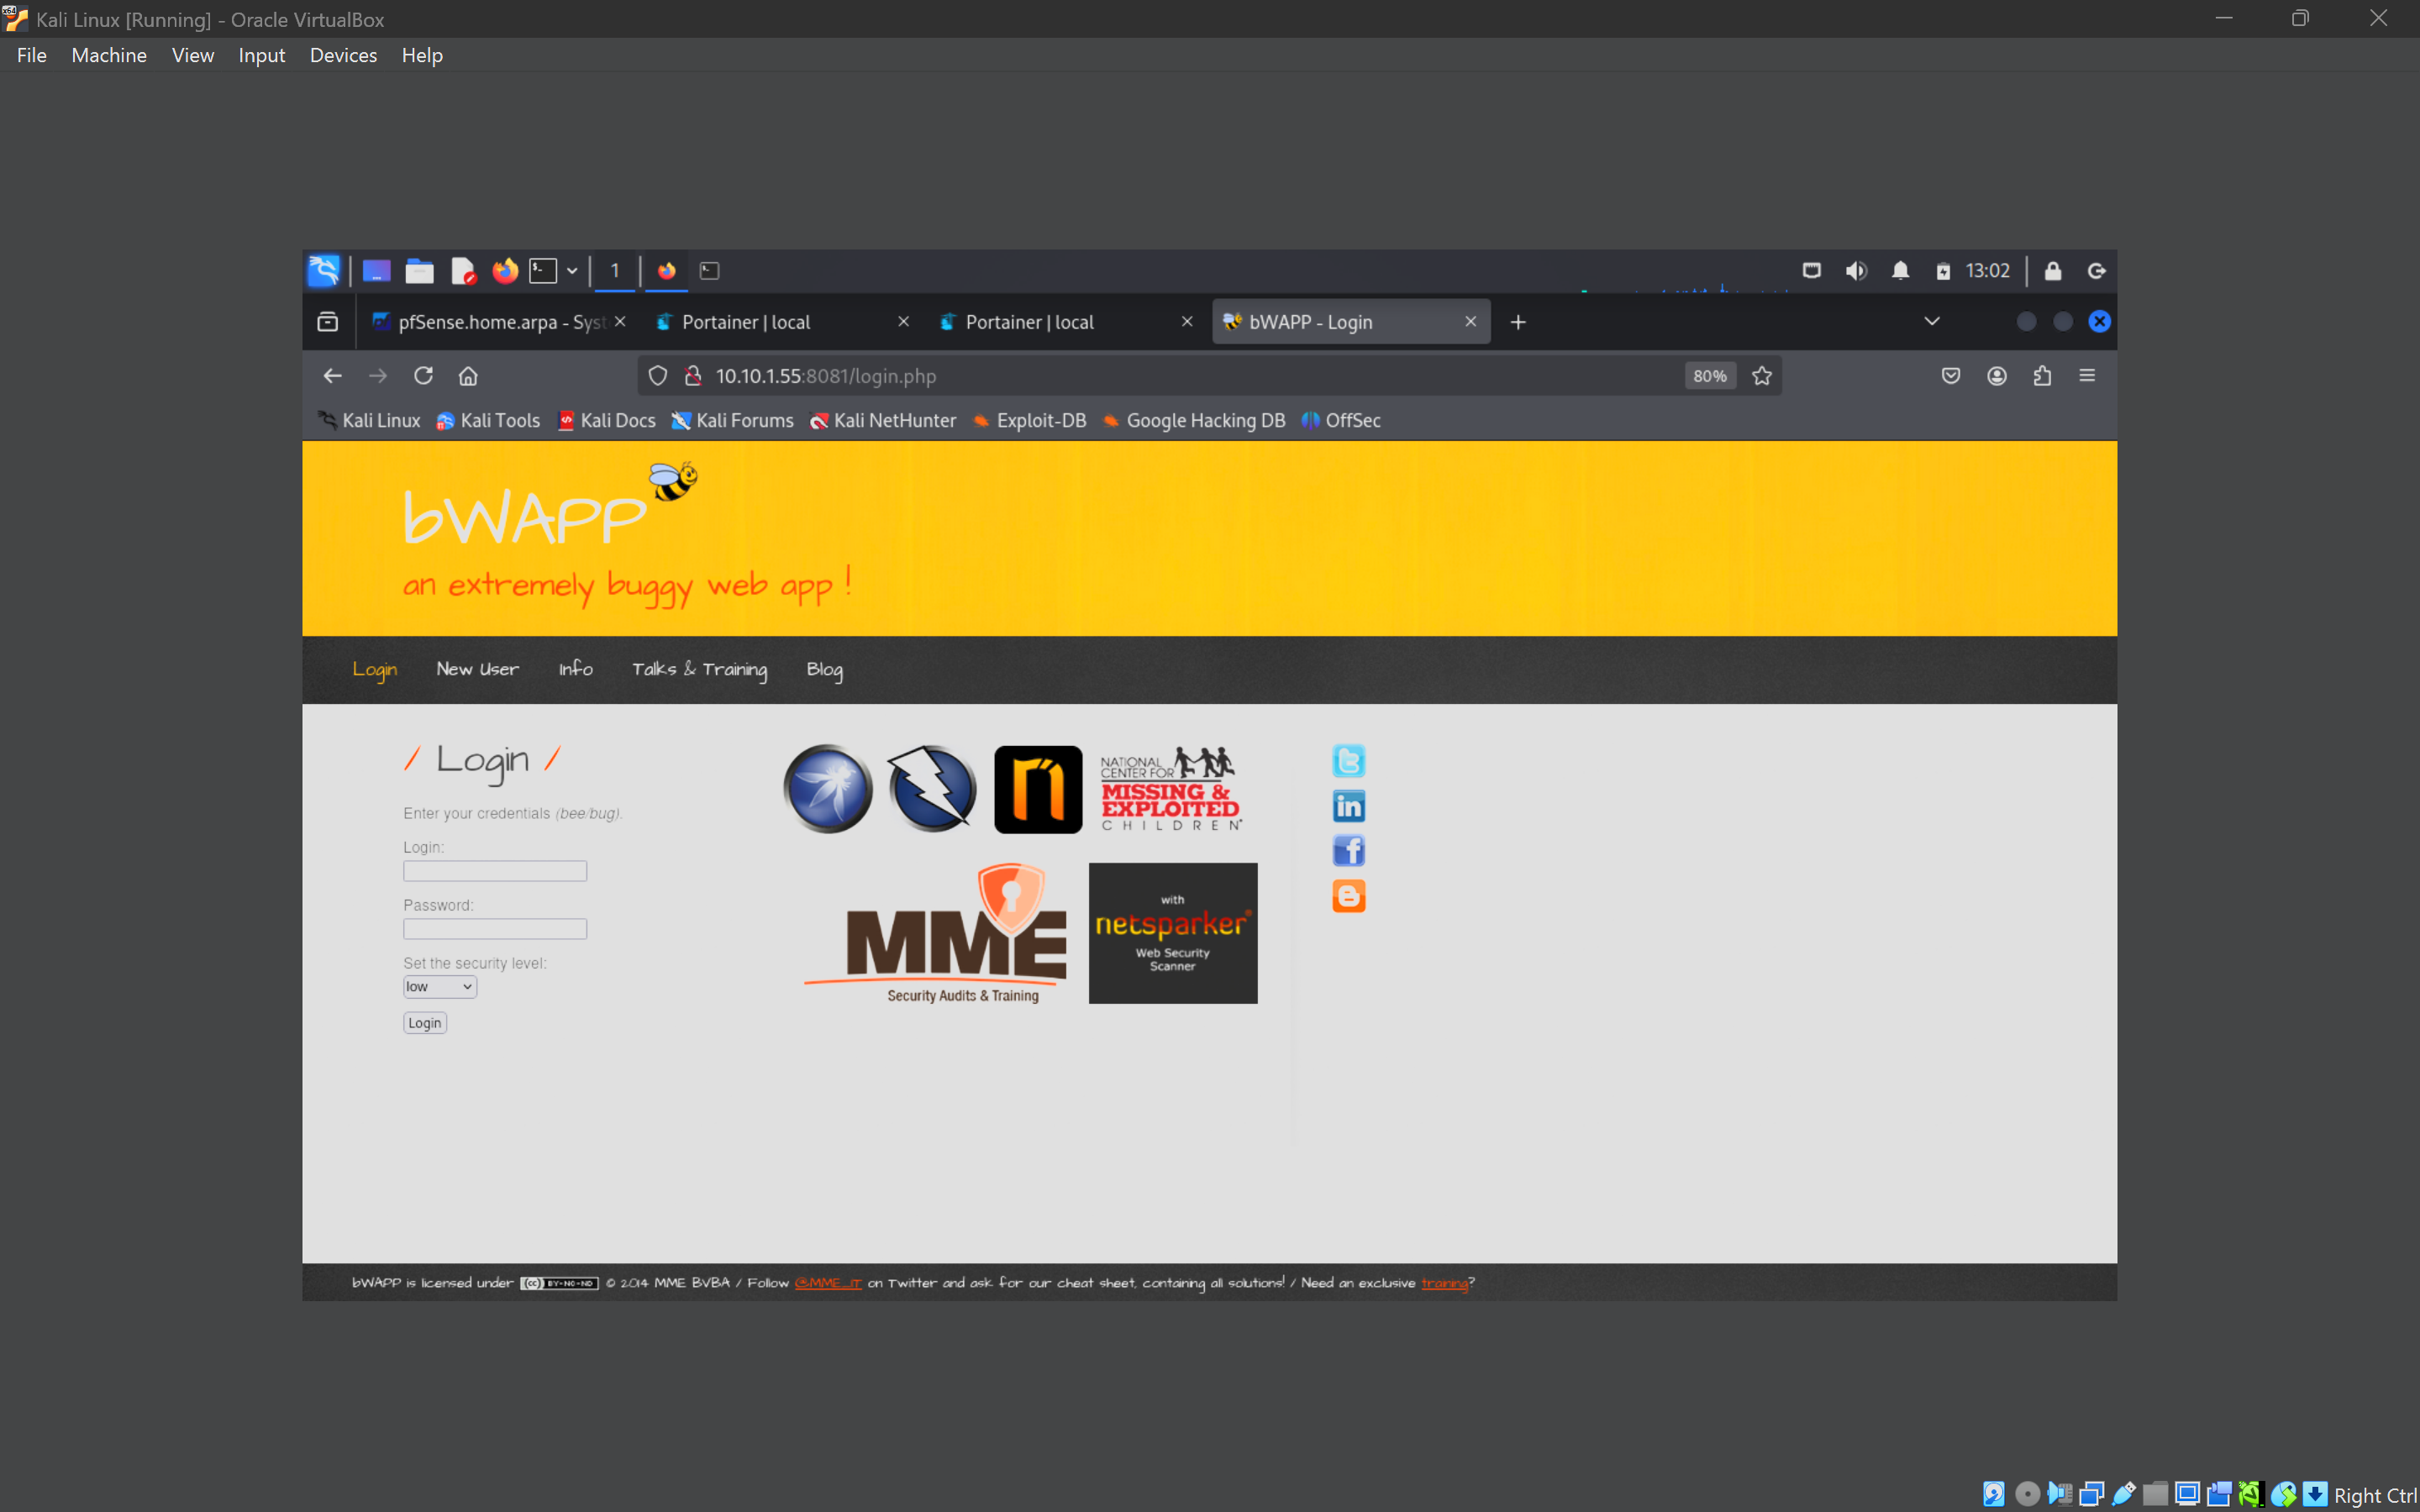 Kali Linux [Running] - Oracle VirtualBox
File Machine View Input Devices Help
1 13:02
pfSense.home.arpa - Syst Portainer | local Portainer | local bWAPP - Login
10.10.1.55:8081/login.php 80%
Kali Linux Kali Tools Kali Docs Kali Forums Kali NetHunter Exploit-DB Google Hacking DB OffSec
bWAPP
an extremely buggy web app !
Login New User Info Talks & Training Blog
/ Login /
Enter your credentials (bee/bug).
Login:
Password:
Set the security level:
low
Login
NATIONAL
CENTER FOR
MISSING &
EXPLOITED
CHILDREN
MME
Security Audits & Training
with
netsparker
Web Security
Scanner
bWAPP is licensed under (cc) BY-NC-ND © 2014 MME BVBA / Follow @MME_IT on Twitter and ask for our cheat sheet, containing all solutions! / Need an exclusive training?
Right Ctrl